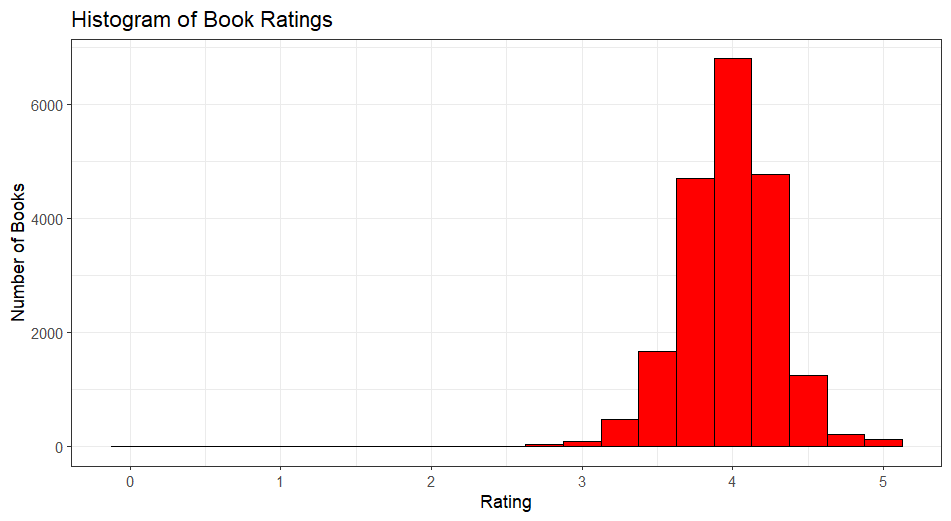 Histogram of Book Ratings
Number of Books
6000
4000
2000
0
0 1 2 3 4 5
Rating